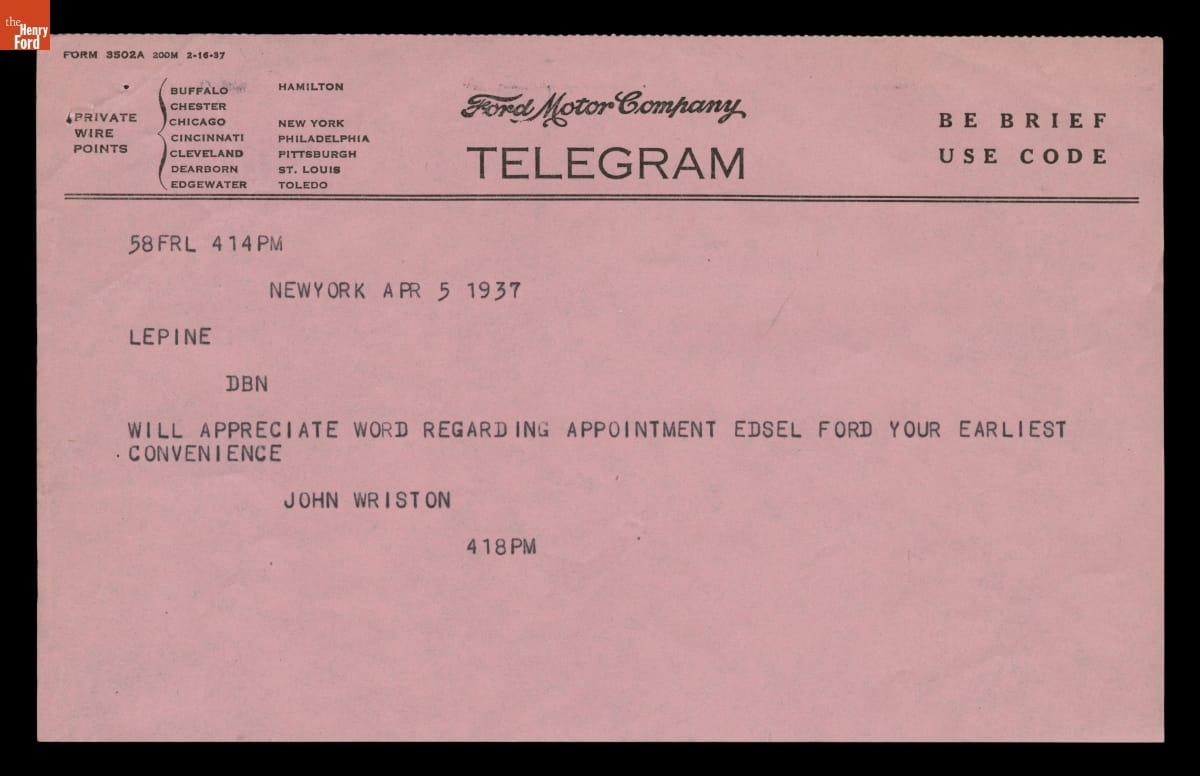 the
Henry
Ford
FORM 3502A 200M 2-16-37
PRIVATE
WIRE
POINTS
BUFFALO
CHESTER
CHICAGO
CINCINNATI
CLEVELAND
DEARBORN
EDGEWATER
HAMILTON
NEW YORK
PHILADELPHIA
PITTSBURGH
ST. LOUIS
TOLEDO
Ford Motor Company
TELEGRAM
BE BRIEF
USE CODE
58FRL 414PM
NEWYORK APR 5 1937
LEPINE
DBN
WILL APPRECIATE WORD REGARDING APPOINTMENT EDSEL FORD YOUR EARLIEST
CONVENIENCE
JOHN WRISTON
418PM